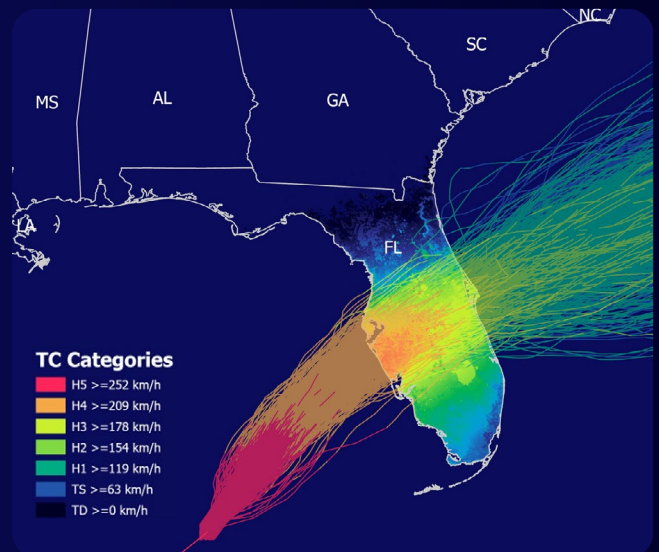 NC
SC
MS
AL
GA
LA
FL
TC Categories
H5 >=252 km/h
H4 >=209 km/h
H3 >=178 km/h
H2 >=154 km/h
H1 >=119 km/h
TS >=63 km/h
TD >=0 km/h